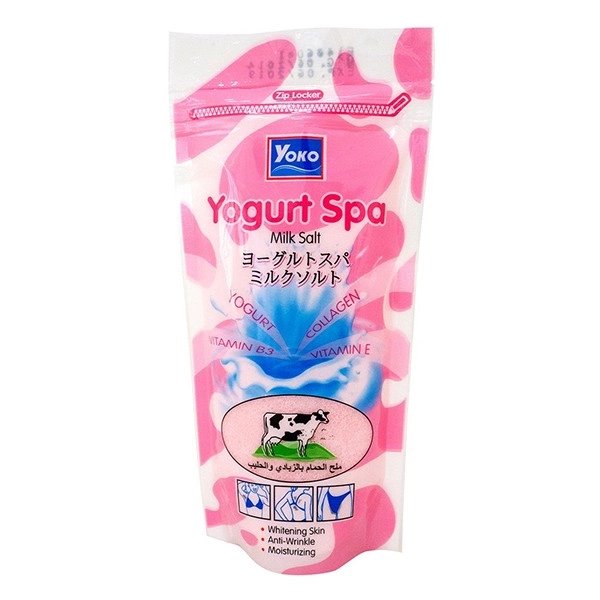 Zip Locker
YOKO
Yogurt Spa
Milk Salt
ヨーグルトスパ
ミルクソルト
YOGURT
COLLAGEN
VITAMIN B3
VITAMIN E
ملح الحمام بالزبادي والحليب
• Whitening Skin
• Anti-Wrinkle
• Moisturizing